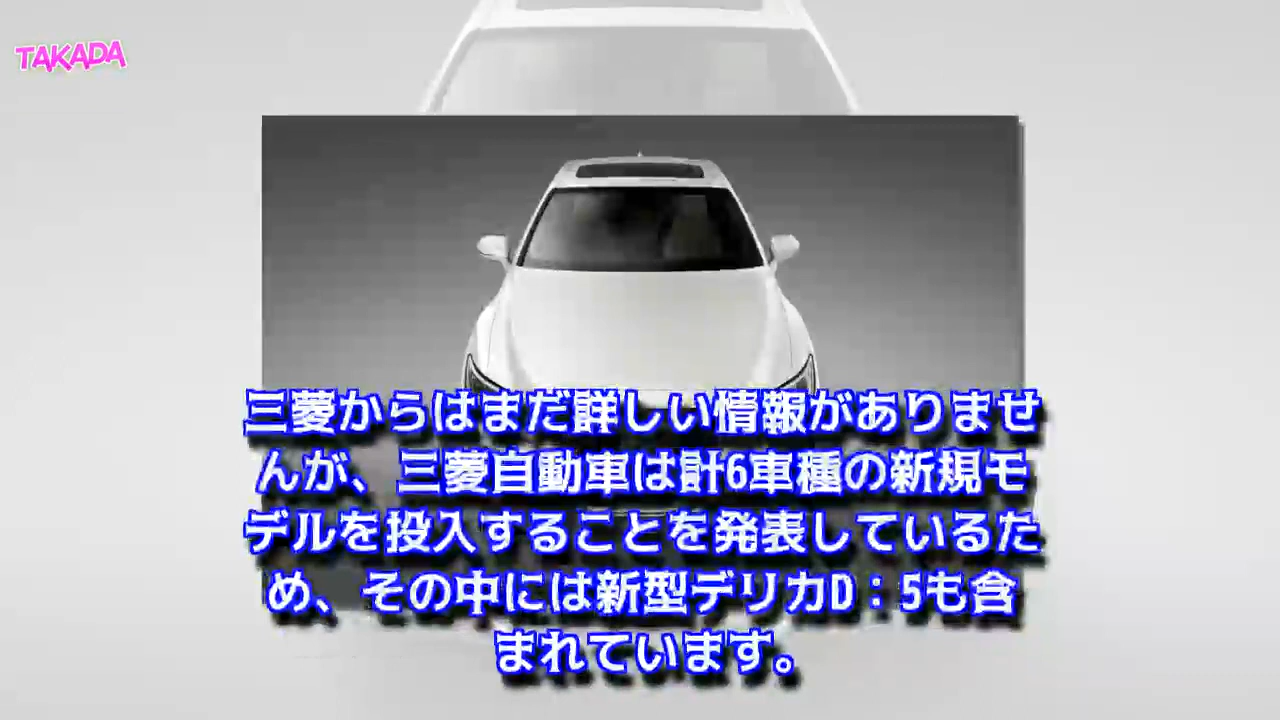 TAKADA
三菱からはまだ詳しい情報がありませ
んが、三菱自動車は計6車種の新規モ
デルを投入することを発表しているた
め、その中には新型デリカD：5も含
まれています。